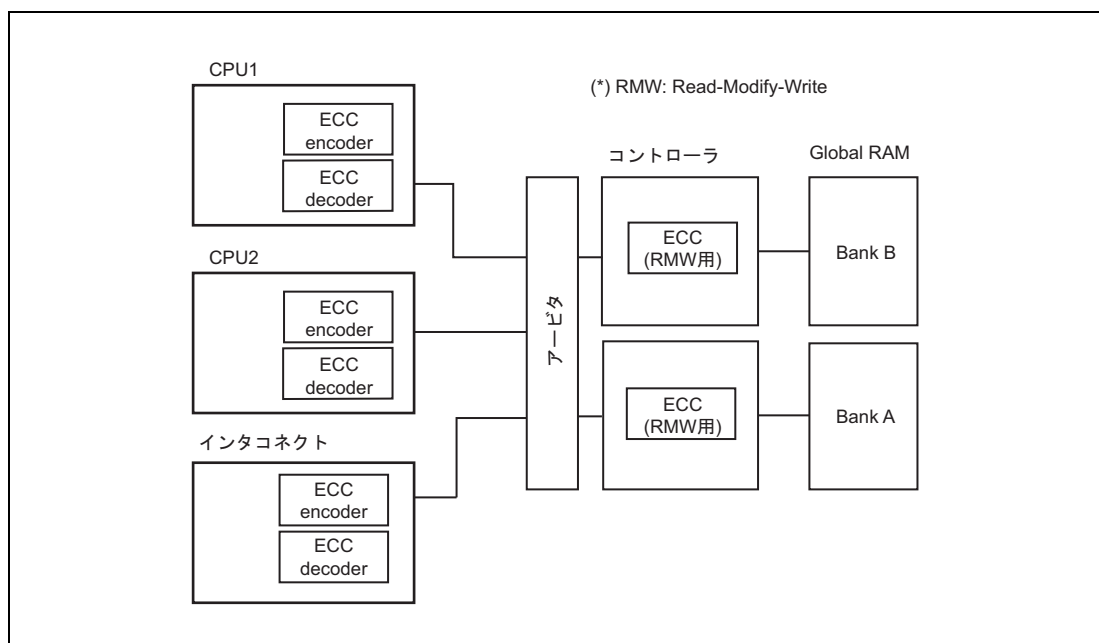 CPU1
ECC
encoder
ECC
decoder
(*) RMW: Read-Modify-Write
コントローラ
Global RAM
ECC
(RMW用)
Bank B
CPU2
ECC
encoder
ECC
decoder
アービタ
ECC
(RMW用)
Bank A
インタコネクト
ECC
encoder
ECC
decoder